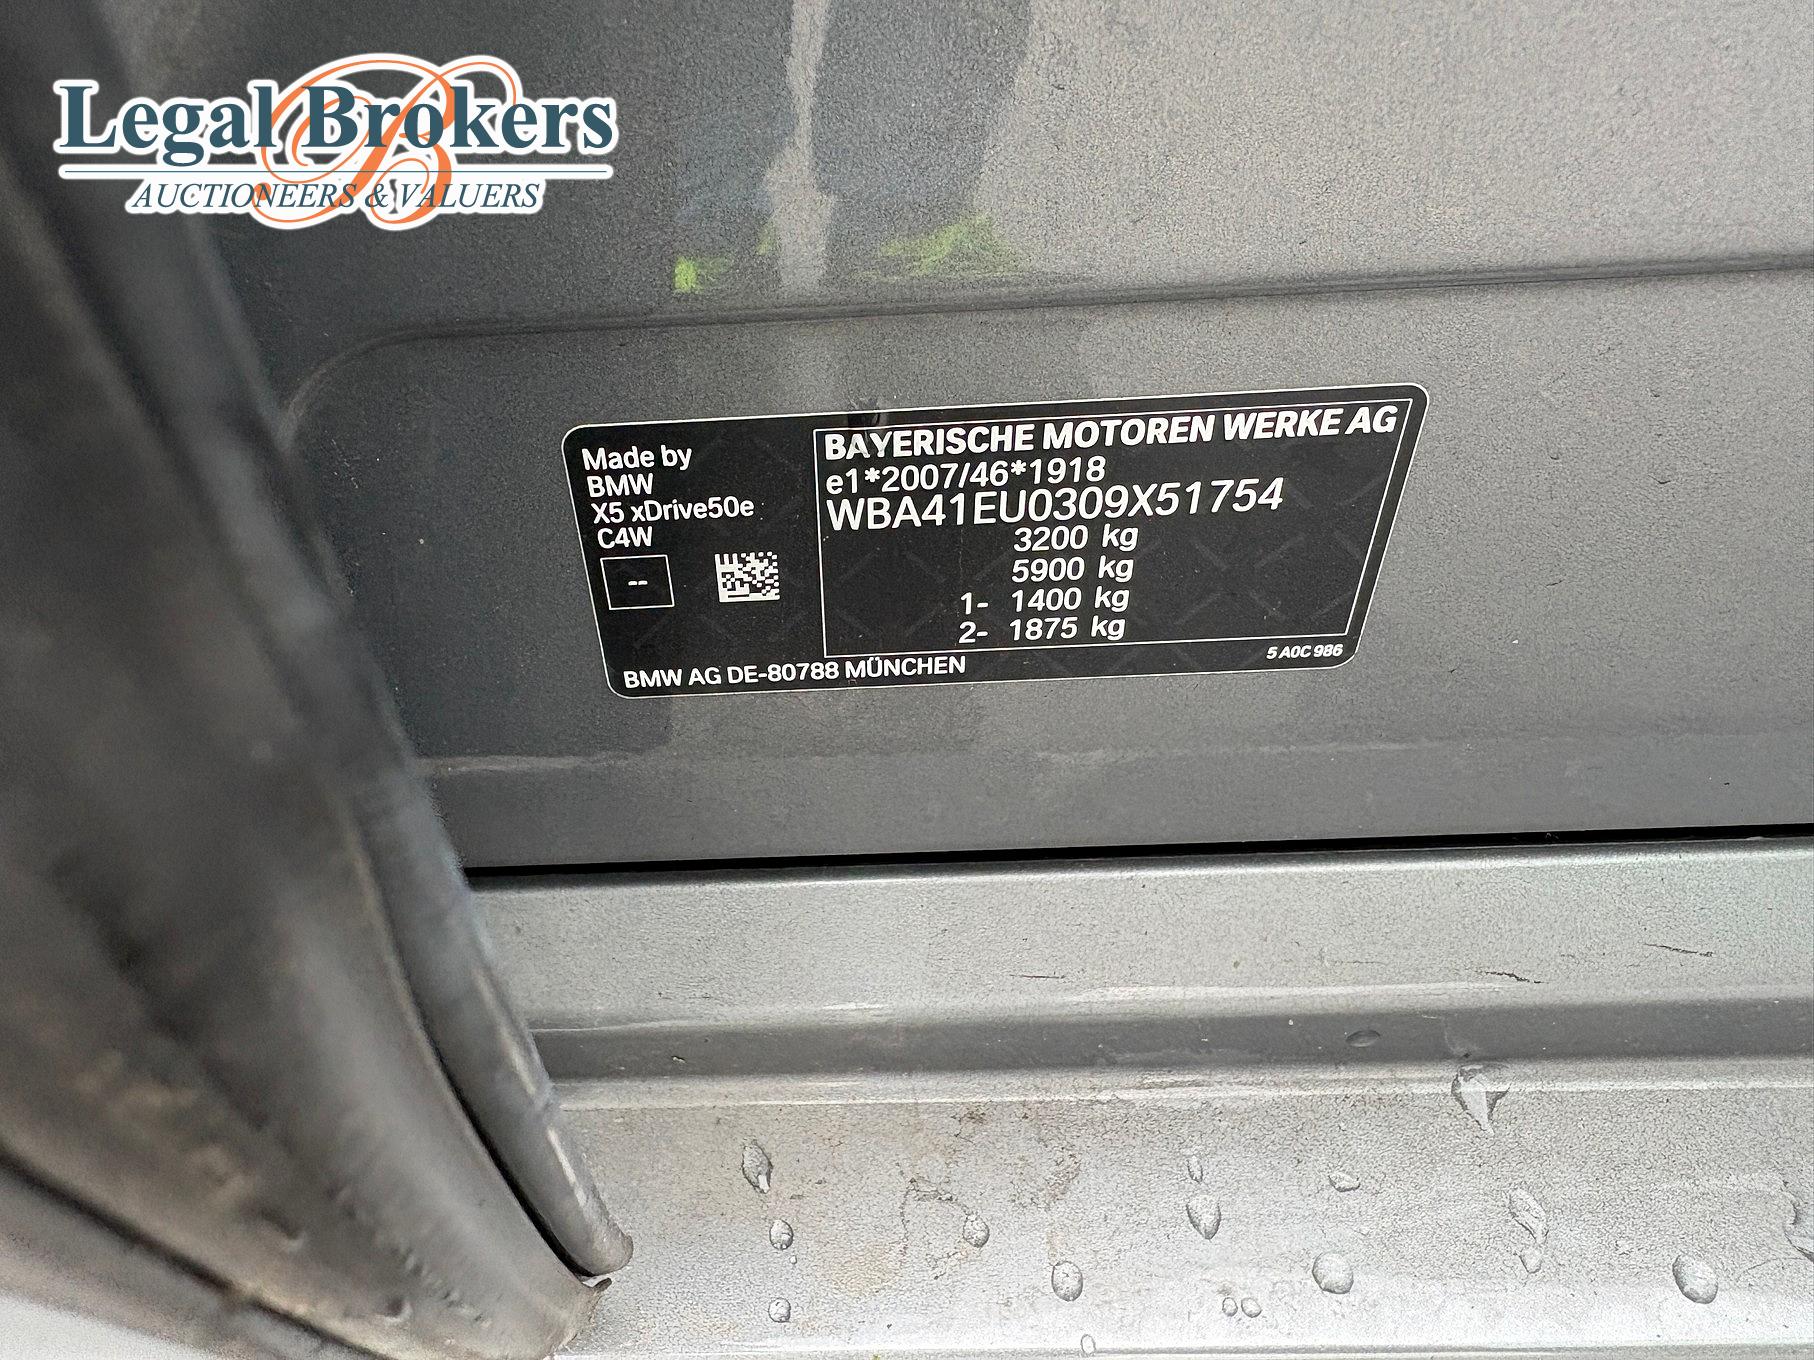 Legal Brokers
AUCTIONEERS & VALUERS
Made by
BMW
X5 xDrive50e
C4W
--
BAYERISCHE MOTOREN WERKE AG
e1*2007/46*1918
WBA41EU0309X51754
3200 kg
5900 kg
1- 1400 kg
2- 1875 kg
BMW AG DE-80788 MÜNCHEN
5 A0C 986